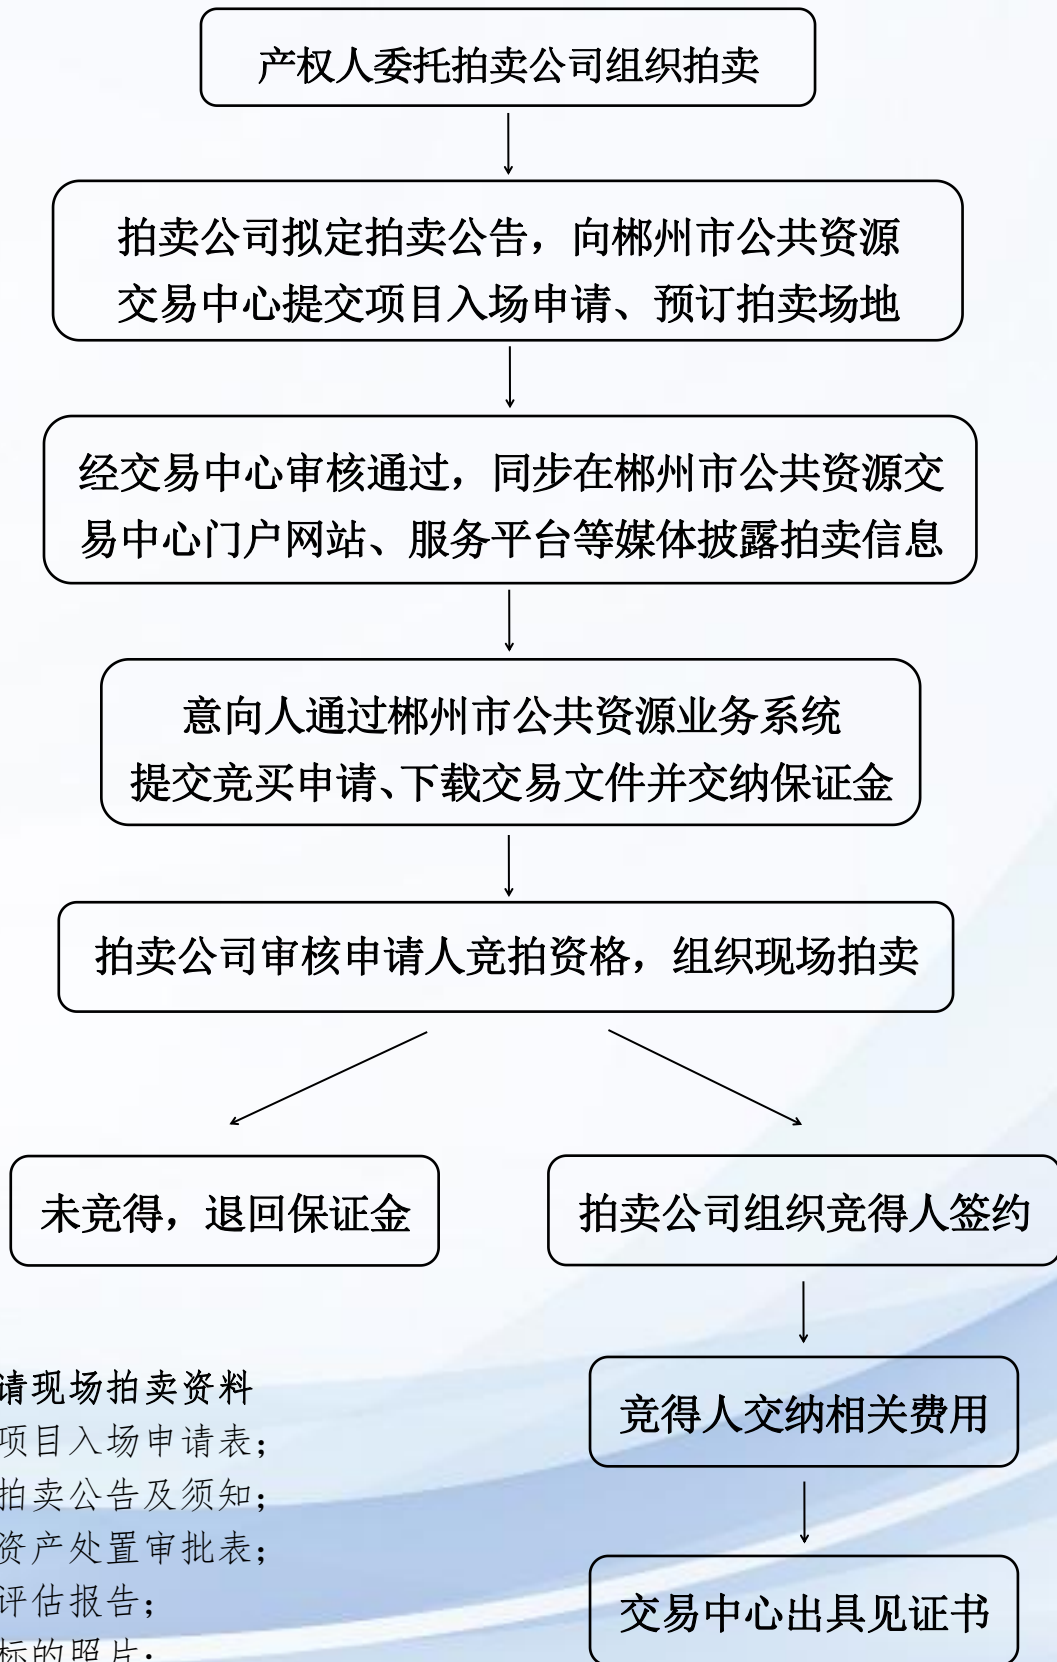 产权人委托拍卖公司组织拍卖
拍卖公司拟定拍卖公告，向郴州市公共资源
交易中心提交项目入场申请、预订拍卖场地
经交易中心审核通过，同步在郴州市公共资源交
易中心门户网站、服务平台等媒体披露拍卖信息
意向人通过郴州市公共资源业务系统
提交竞买申请、下载交易文件并交纳保证金
拍卖公司审核申请人竞拍资格，组织现场拍卖
未竞得，退回保证金
拍卖公司组织竞得人签约
竞得人交纳相关费用
交易中心出具见证书
请现场拍卖资料
项目入场申请表；
拍卖公告及须知；
资产处置审批表；
评估报告；
标的照片；